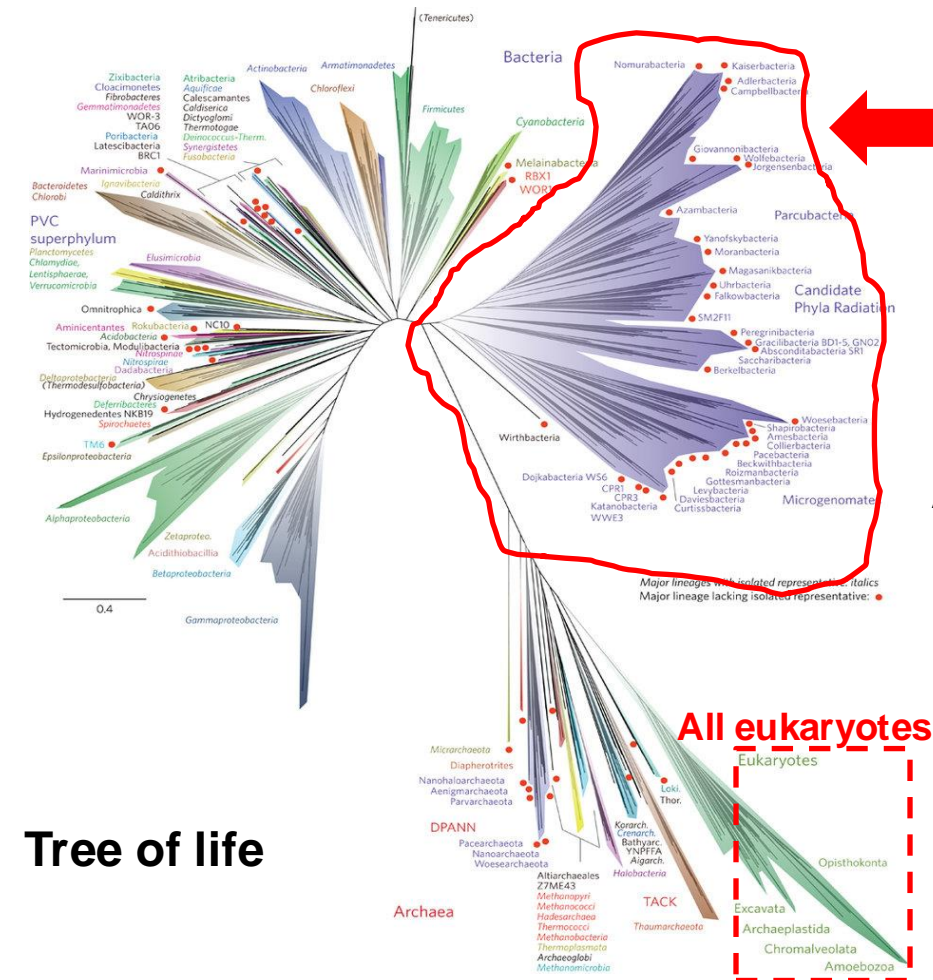 (Tenericutes)
Bacteria
Nomurabacteria
Kaiserbacteria
Adlerbacteria
Campbellbacteria
Actinobacteria
Armatimonadetes
Chloroflexi
Firmicutes
Cyanobacteria
Melainabacteria
RBX1
WOR1
Zixibacteria
Cloacimonetes
Fibrobacteres
Gemmatimonadetes
WOR-3
TA06
Poribacteria
Latescibacteria
BRC1
Atribacteria
Aquificae
Calescamantes
Caldiserica
Dictyoglomi
Thermotogae
Deinococcus-Therm.
Synergistetes
Fusobacteria
Giovannonibacteria
Wolfebacteria
Jorgensenbacteria
Marinimicrobia
Ignavibacteria
Caldithrix
Bacteroidetes
Chlorobi
Azambacteria
Parcubacteria
PVC
superphylum
Planctomycetes
Chlamydiae,
Lentisphaerae,
Verrucomicrobia
Yanofskybacteria
Moranbacteria
Elusimicrobia
Magasanikbacteria
Uhrbacteria
Falkowbacteria
Candidate
Phyla Radiation
SM2F11
Omnitrophica
Aminicentantes
Rokubacteria
NC10
Acidobacteria
Tectomicrobia, Modulibacteria
Nitrospinae
Nitrospirae
Dadabacteria
Deltaprotebacteria
(Thermodesulfobacteria)
Chrysiogenetes
Deferribacteres
Hydrogenedentes NKB19
Spirochaetes
TM6
Epsilonproteobacteria
Peregrinibacteria
Gracilibacteria BD1-5, GN02
Absconditabacteria SR1
Saccharibacteria
Berkelbacteria
Woesebacteria
Shapirobacteria
Amesbacteria
Collierbacteria
Pacebacteria
Beckwithbacteria
Roizmanbacteria
Gottesmanbacteria
Levybacteria
Daviesbacteria
Curtissbacteria
Microgenomate
Wirthbacteria
Dojkabacteria WS6
CPR1
CPR3
Katanobacteria
WWE3
Alphaproteobacteria
Zetaproteo.
Acidithiobacillia
Betaproteobacteria
Gammaproteobacteria
0.4
Major lineages with isolated representative: italics
Major lineage lacking isolated representative:
All eukaryotes
Eukaryotes
Micrarchaeota
Diapherotrites
Nanohaloarchaeota
Aenigmarchaeota
Parvarchaeota
Loki.
Thor.
DPANN
Pacearchaeota
Nanoarchaeota
Woesearchaeota
Korarch.
Crenarch.
Bathyarc.
YNPFFA
Aigarch.
Halobacteria
Altiarchaeales
Z7ME43
Methanopyri
Methanococci
Hadesarchaea
Thermococci
Methanobacteria
Thermoplasmata
Archaeoglobi
Methanomicrobia
Archaea
TACK
Thaumarchaeota
Opisthokonta
Excavata
Archaeplastida
Chromalveolata
Amoebozoa
Tree of life